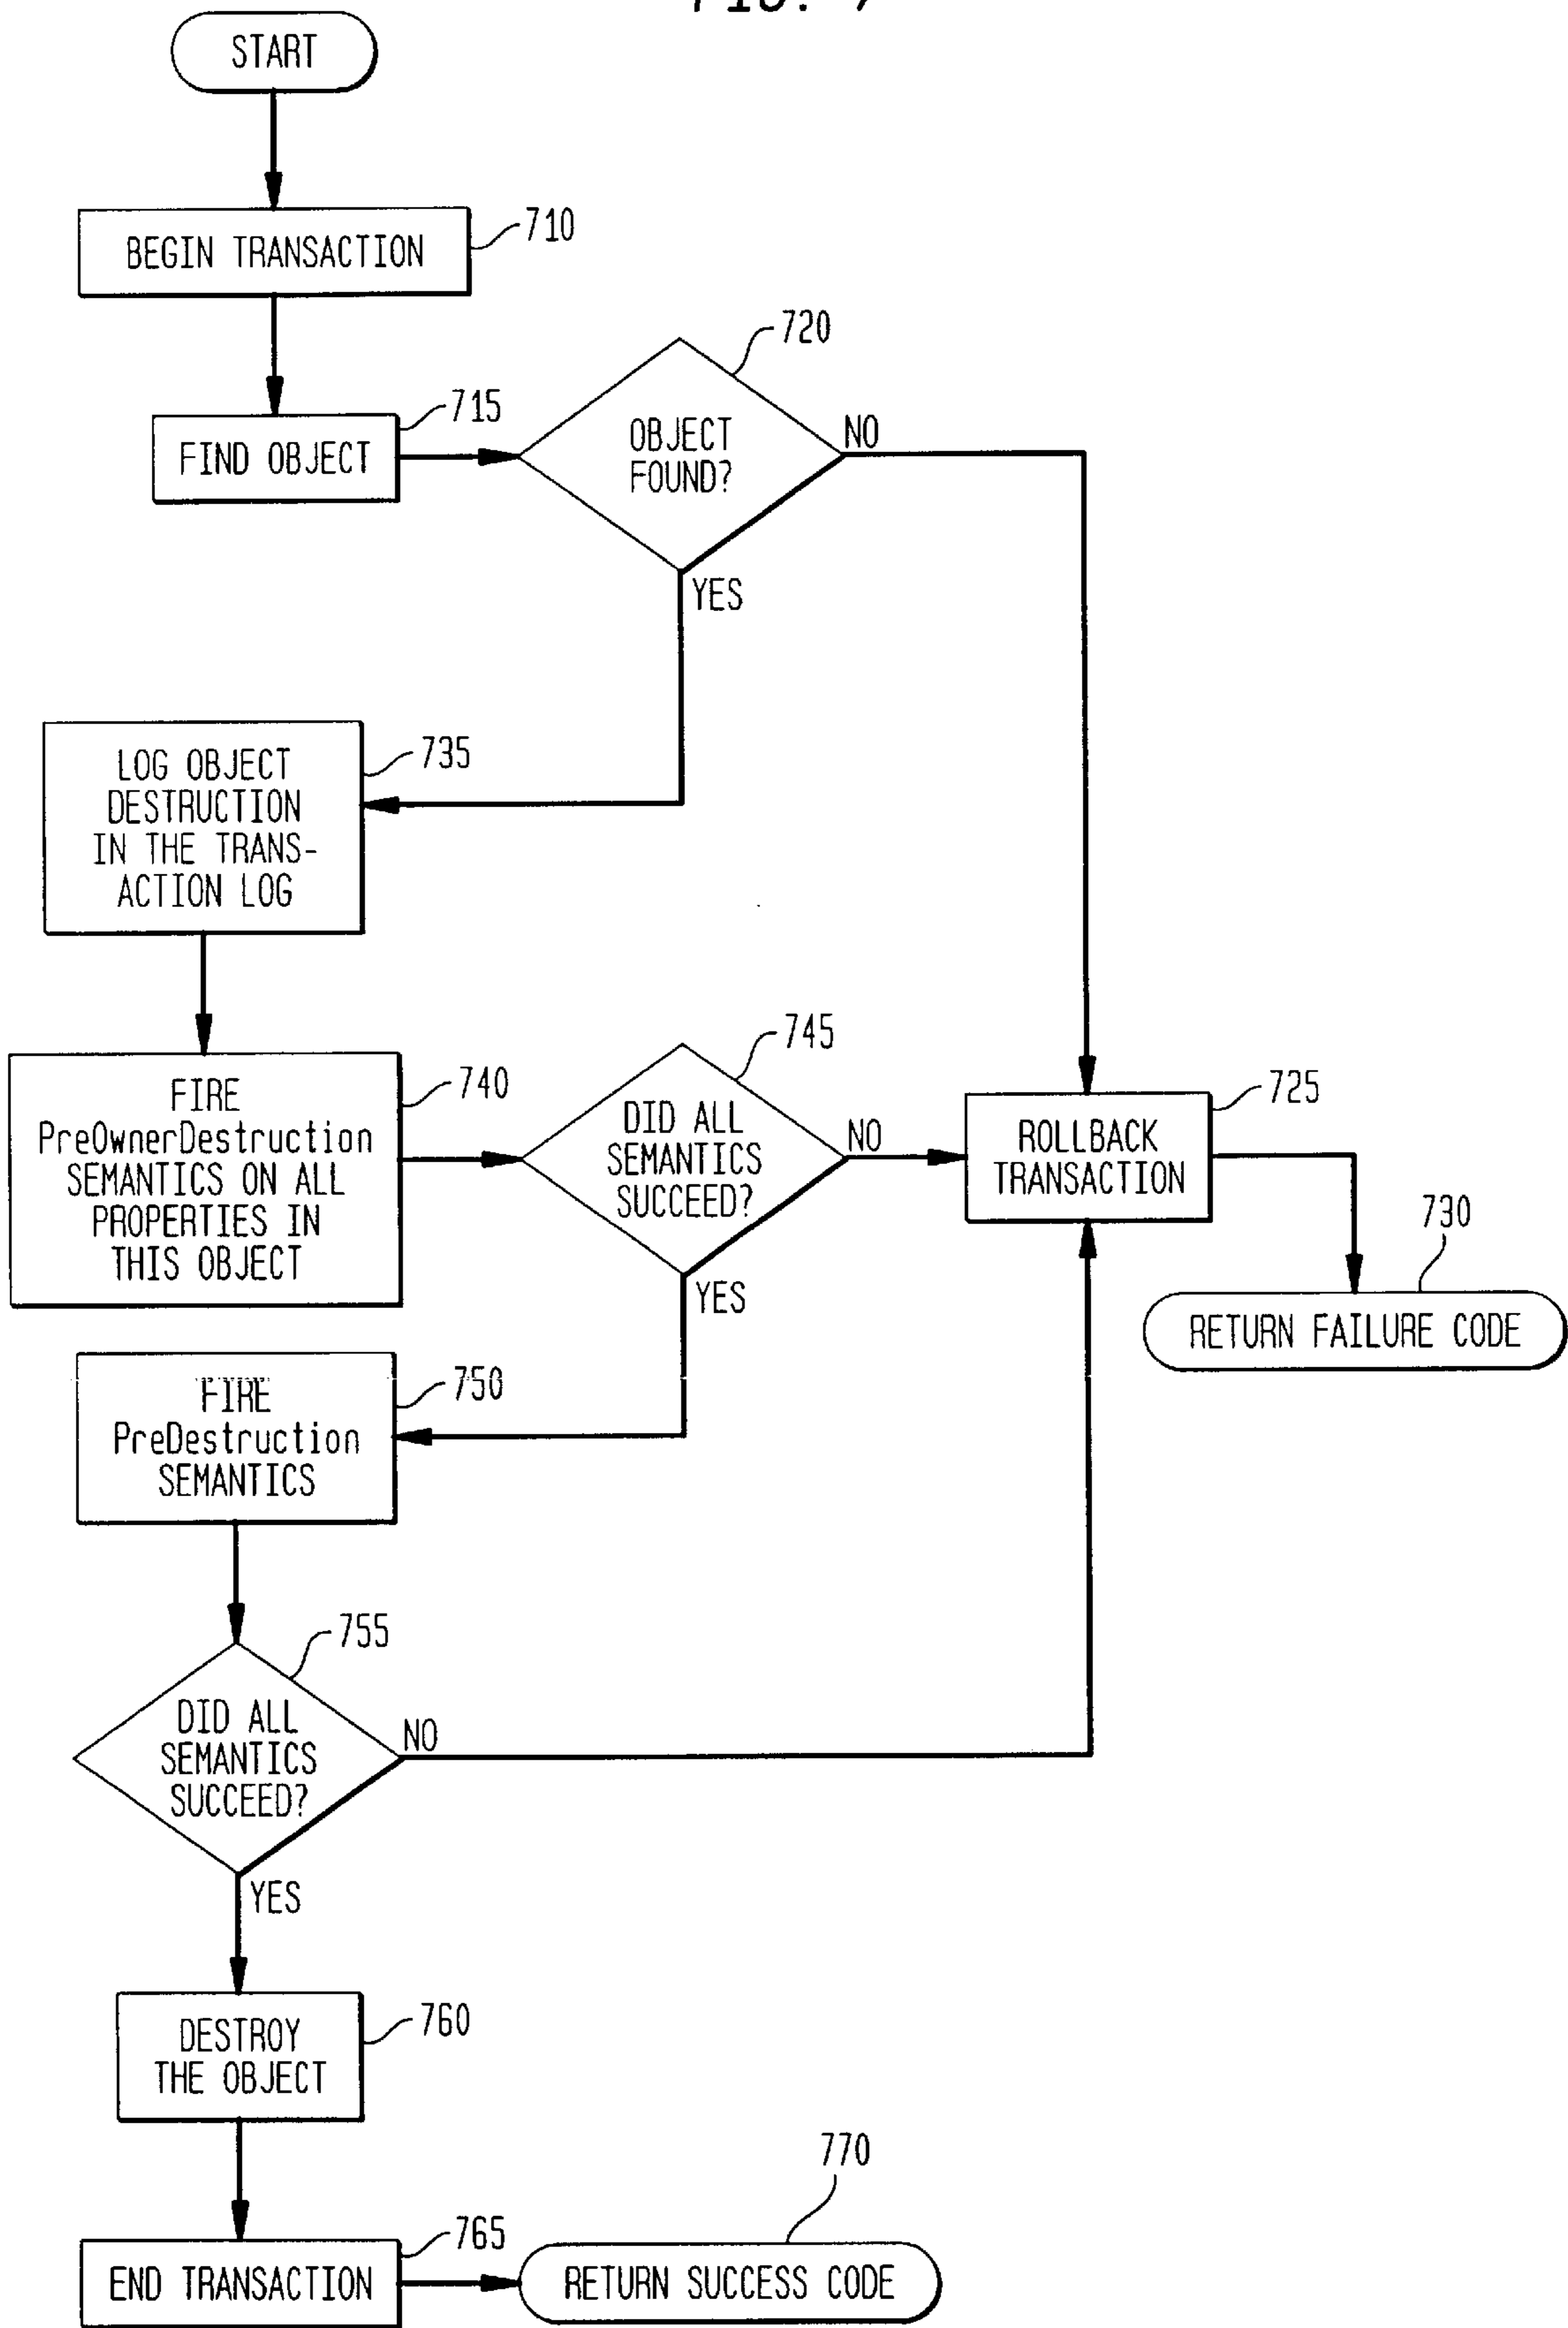 START
BEGIN TRANSACTION
710
720
715
FIND OBJECT
OBJECT
FOUND?
NO
YES
735
LOG OBJECT
DESTRUCTION
IN THE TRANS-
ACTION LOG
740
FIRE
PreOwnerDestruction
SEMANTICS ON ALL
PROPERTIES IN
THIS OBJECT
745
DID ALL
SEMANTICS
SUCCEED?
NO
YES
725
ROLLBACK
TRANSACTION
730
RETURN FAILURE CODE
750
FIRE
PreDestruction
SEMANTICS
755
DID ALL
SEMANTICS
SUCCEED?
NO
YES
760
DESTROY
THE OBJECT
765
END TRANSACTION
770
RETURN SUCCESS CODE